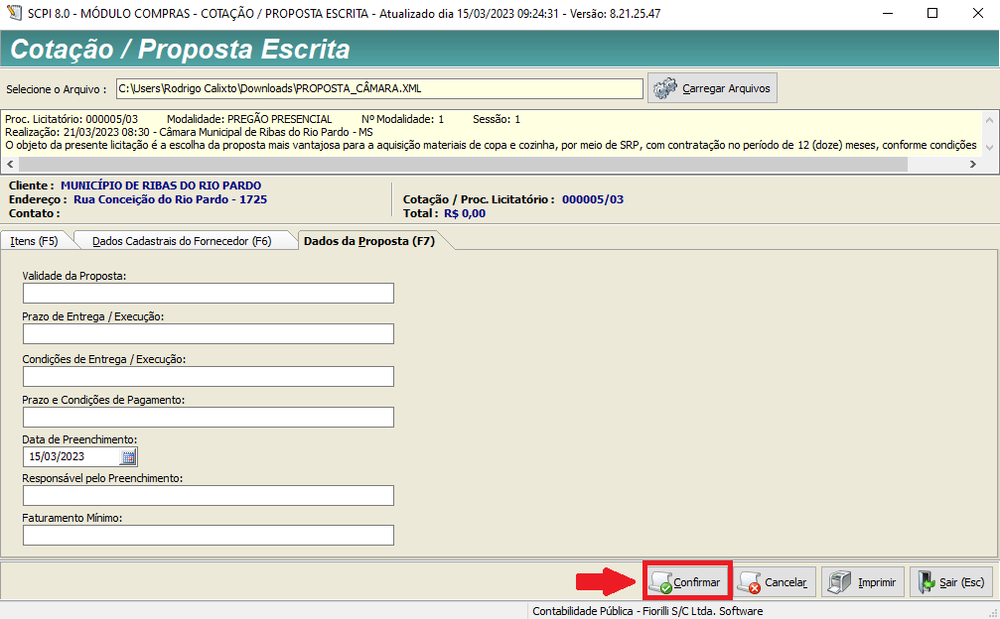 SCPI 8.0 - MÓDULO COMPRAS - COTAÇÃO / PROPOSTA ESCRITA - Atualizado dia 15/03/2023 09:24:31 - Versão: 8.21.25.47
Cotação / Proposta Escrita
Selecione o Arquivo : C:\Users\Rodrigo Calixto\Downloads\PROPOSTA_CÂMARA.XML Carregar Arquivos
Proc. Licitatório: 000005/03 Modalidade: PREGÃO PRESENCIAL Nº Modalidade: 1 Sessão: 1
Realização: 21/03/2023 08:30 - Câmara Municipal de Ribas do Rio Pardo - MS
O objeto da presente licitação é a escolha da proposta mais vantajosa para a aquisição materiais de copa e cozinha, por meio de SRP, com contratação no período de 12 (doze) meses, conforme condições
Cliente : MUNICÍPIO DE RIBAS DO RIO PARDO
Endereço : Rua Conceição do Rio Pardo - 1725 Cotação / Proc. Licitatório : 000005/03
Contato : Total : R$ 0,00
Itens (F5) Dados Cadastrais do Fornecedor (F6) Dados da Proposta (F7)
Validade da Proposta:
Prazo de Entrega / Execução:
Condições de Entrega / Execução:
Prazo e Condições de Pagamento:
Data de Preenchimento:
15/03/2023
Responsável pelo Preenchimento:
Faturamento Mínimo:
Confirmar Cancelar Imprimir Sair (Esc)
Contabilidade Pública - Fiorilli S/C Ltda. Software